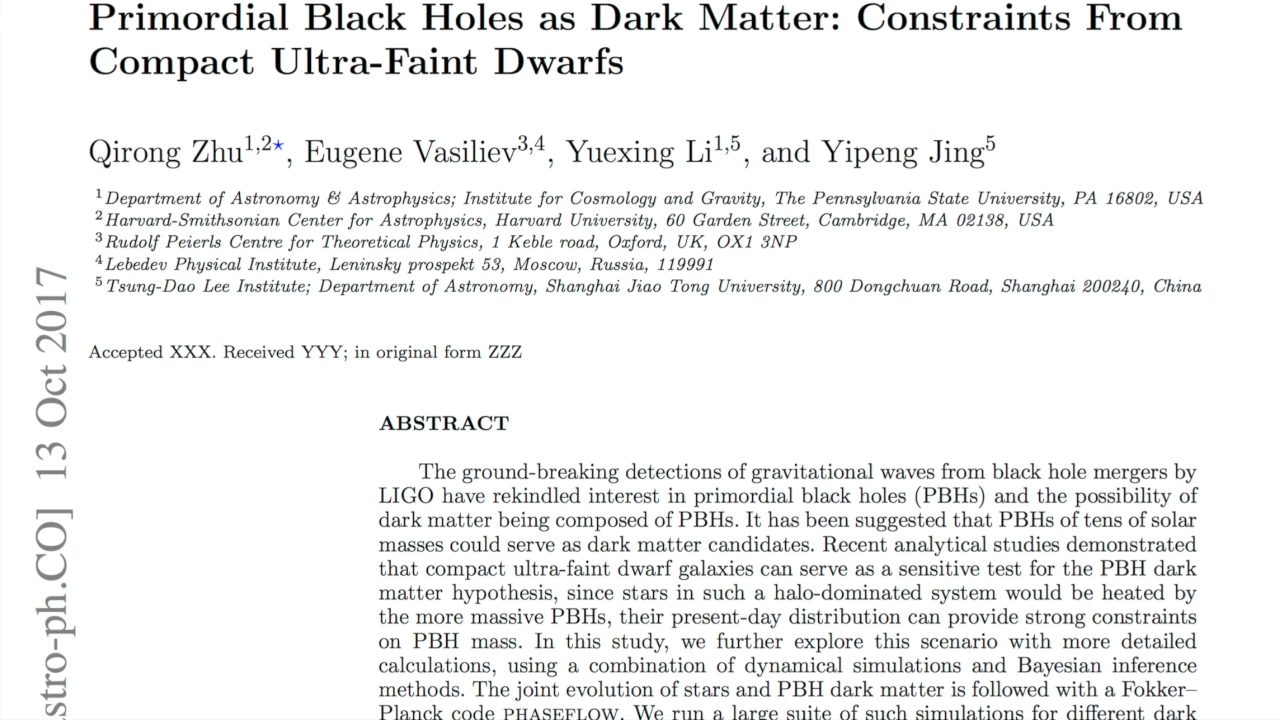 Primordial Black Holes as Dark Matter: Constraints From
Compact Ultra-Faint Dwarfs
Qirong Zhu1,2⋆, Eugene Vasiliev3,4, Yuexing Li1,5, and Yipeng Jing5
1 Department of Astronomy & Astrophysics; Institute for Cosmology and Gravity, The Pennsylvania State University, PA 16802, USA
2 Harvard-Smithsonian Center for Astrophysics, Harvard University, 60 Garden Street, Cambridge, MA 02138, USA
3 Rudolf Peierls Centre for Theoretical Physics, 1 Keble road, Oxford, UK, OX1 3NP
4 Lebedev Physical Institute, Leninsky prospekt 53, Moscow, Russia, 119991
5 Tsung-Dao Lee Institute; Department of Astronomy, Shanghai Jiao Tong University, 800 Dongchuan Road, Shanghai 200240, China
Accepted XXX. Received YYY; in original form ZZZ
ABSTRACT
The ground-breaking detections of gravitational waves from black hole mergers by
LIGO have rekindled interest in primordial black holes (PBHs) and the possibility of
dark matter being composed of PBHs. It has been suggested that PBHs of tens of solar
masses could serve as dark matter candidates. Recent analytical studies demonstrated
that compact ultra-faint dwarf galaxies can serve as a sensitive test for the PBH dark
matter hypothesis, since stars in such a halo-dominated system would be heated by
the more massive PBHs, their present-day distribution can provide strong constraints
on PBH mass. In this study, we further explore this scenario with more detailed
calculations, using a combination of dynamical simulations and Bayesian inference
methods. The joint evolution of stars and PBH dark matter is followed with a Fokker–
Planck code PHASEFLOW. We run a large suite of such simulations for different dark
stro-ph.CO] 13 Oct 2017